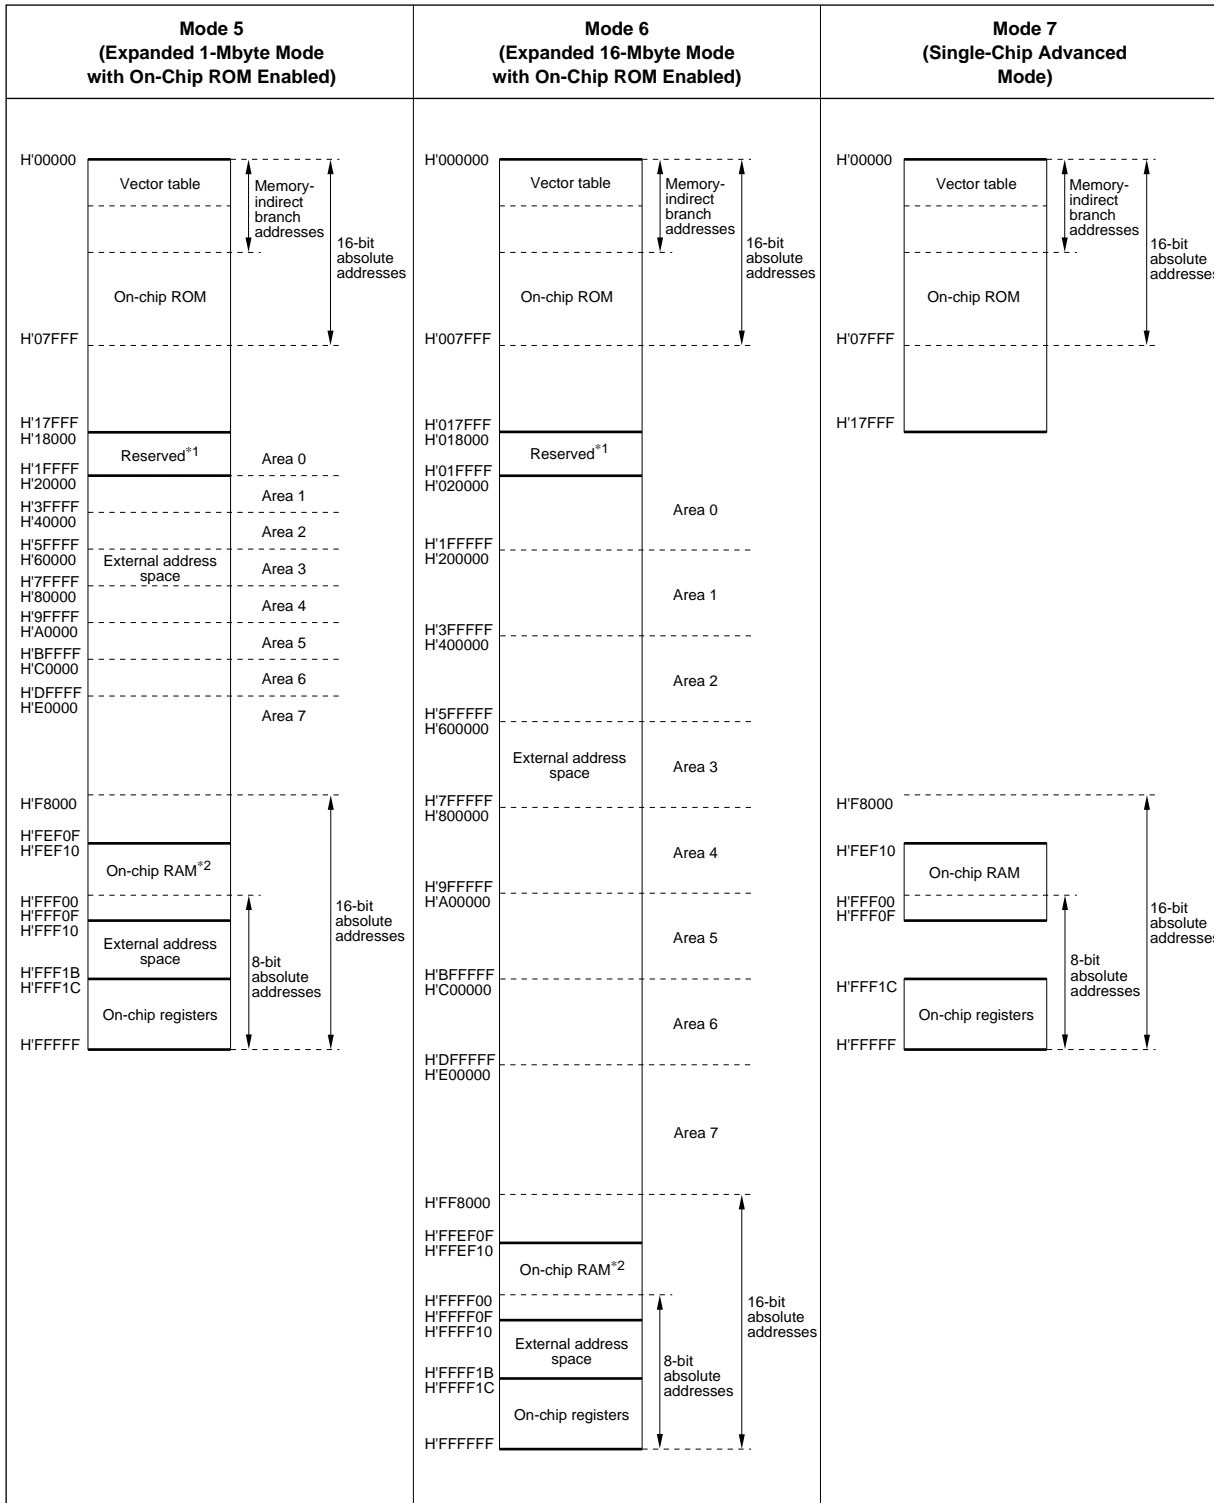 Mode 5
(Expanded 1-Mbyte Mode
with On-Chip ROM Enabled)
H'00000
Vector table
Memory-
indirect
branch
addresses
16-bit
absolute
addresses
On-chip ROM
H'07FFF
H'17FFF
H'18000
Reserved*1
Area 0
H'1FFFF
H'20000
Area 1
H'3FFFF
H'40000
Area 2
H'5FFFF
H'60000
External address
space
Area 3
H'7FFFF
H'80000
Area 4
H'9FFFF
H'A0000
Area 5
H'BFFFF
H'C0000
Area 6
H'DFFFF
H'E0000
Area 7
H'F8000
H'FEF0F
H'FEF10
On-chip RAM*2
H'FFF00
H'FFF0F
H'FFF10
External address
space
16-bit
absolute
addresses
8-bit
absolute
addresses
H'FFF1B
H'FFF1C
On-chip registers
H'FFFFF
Mode 6
(Expanded 16-Mbyte Mode
with On-Chip ROM Enabled)
H'000000
Vector table
Memory-
indirect
branch
addresses
16-bit
absolute
addresses
On-chip ROM
H'007FFF
H'017FFF
H'018000
Reserved*1
H'01FFFF
H'020000
Area 0
H'1FFFFF
H'200000
Area 1
H'3FFFFF
H'400000
Area 2
H'5FFFFF
H'600000
External address
space
Area 3
H'7FFFFF
H'800000
Area 4
H'9FFFFF
H'A00000
Area 5
H'BFFFFF
H'C00000
Area 6
H'DFFFFF
H'E00000
Area 7
H'FF8000
H'FFEF0F
H'FFEF10
On-chip RAM*2
H'FFFF00
H'FFFF0F
H'FFFF10
External address
space
16-bit
absolute
addresses
8-bit
absolute
addresses
H'FFFF1B
H'FFFF1C
On-chip registers
H'FFFFFF
Mode 7
(Single-Chip Advanced
Mode)
H'00000
Vector table
Memory-
indirect
branch
addresses
16-bit
absolute
addresses
On-chip ROM
H'07FFF
H'17FFF
H'F8000
H'FEF10
On-chip RAM
H'FFF00
H'FFF0F
16-bit
absolute
addresses
8-bit
absolute
addresses
H'FFF1C
On-chip registers
H'FFFFF